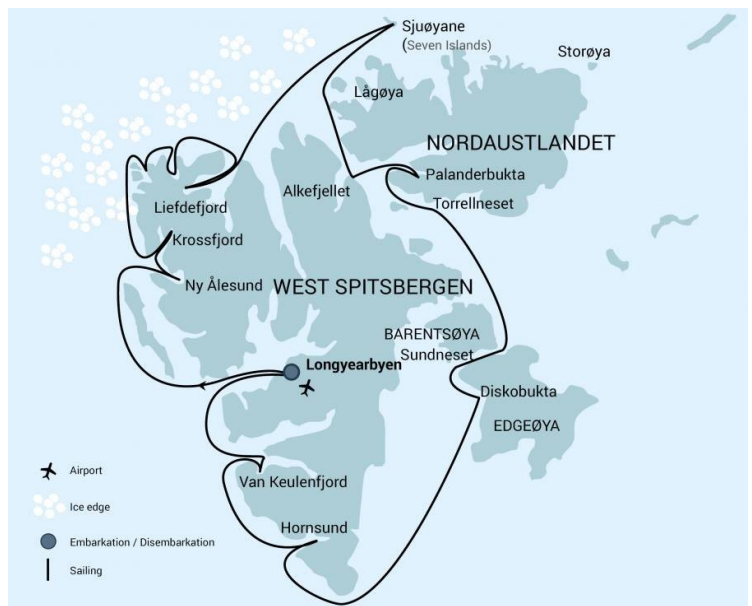 Sjuøyane
(Seven Islands)
Storøya
Lågøya
NORDAUSTLANDET
Palanderbukta
Alkefjellet
Torrellneset
Liefdefjord
Krossfjord
Ny Ålesund
WEST SPITSBERGEN
BARENTSØYA
Sundneset
Longyearbyen
Diskobukta
EDGEØYA
Van Keulenfjord
Hornsund
Airport
Ice edge
Embarkation / Disembarkation
Sailing